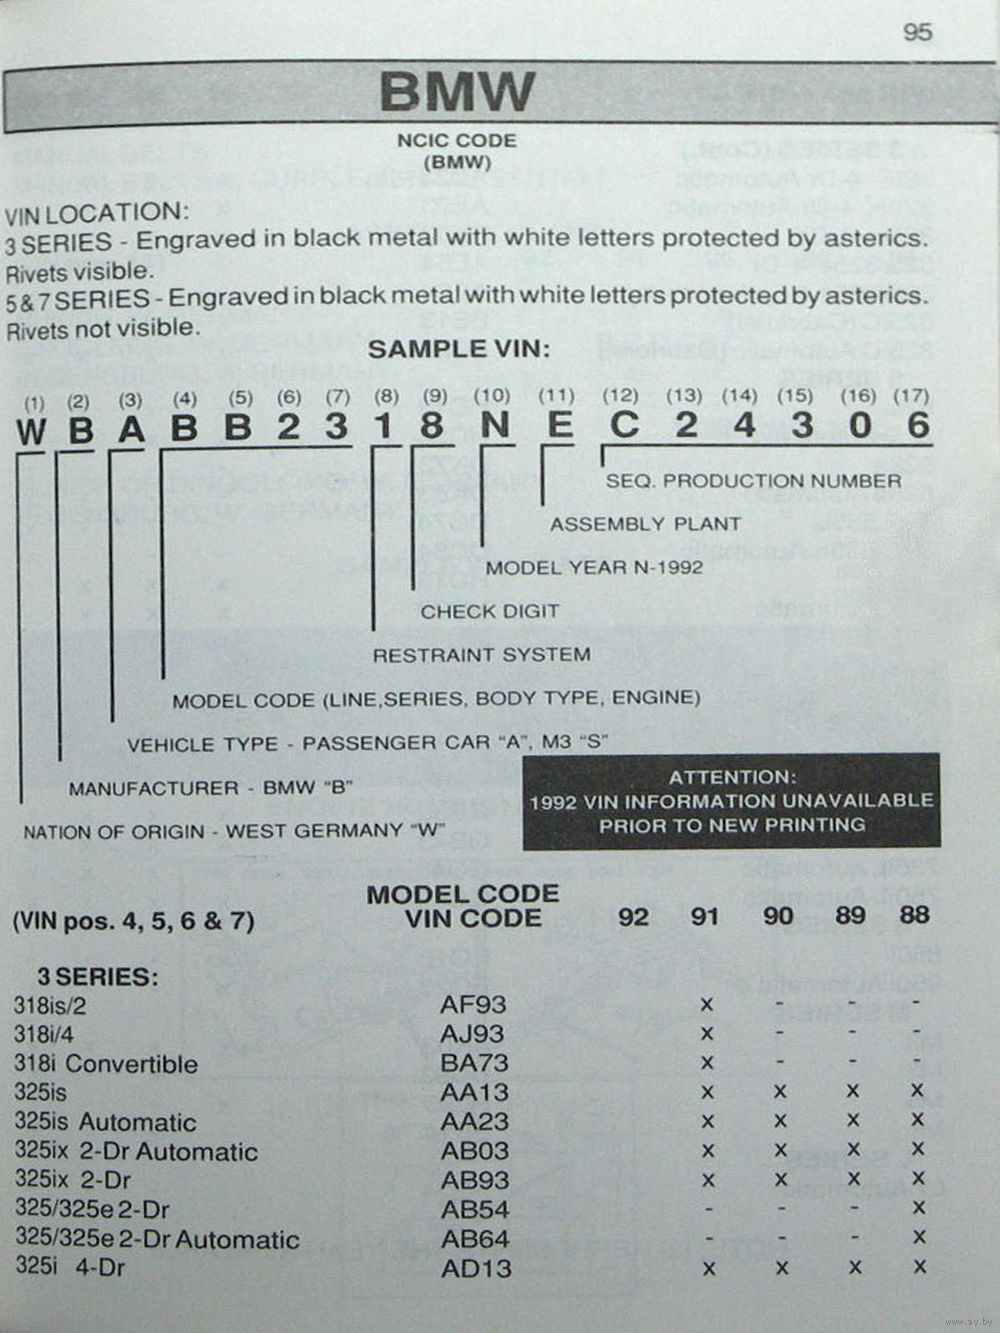 95
BMW
NCIC CODE
(BMW)
VIN LOCATION:
3 SERIES - Engraved in black metal with white letters protected by asterics.
Rivets visible.
5 & 7 SERIES - Engraved in black metal with white letters protected by asterics.
Rivets not visible.
SAMPLE VIN:
(1) (2) (3) (4) (5) (6) (7) (8) (9) (10) (11) (12) (13) (14) (15) (16) (17)
W B A B B 2 3 1 8 N E C 2 4 3 0 6
SEQ. PRODUCTION NUMBER
ASSEMBLY PLANT
MODEL YEAR N-1992
CHECK DIGIT
RESTRAINT SYSTEM
MODEL CODE (LINE,SERIES, BODY TYPE, ENGINE)
VEHICLE TYPE - PASSENGER CAR "A", M3 "S"
MANUFACTURER - BMW "B"
NATION OF ORIGIN - WEST GERMANY "W"
ATTENTION:
1992 VIN INFORMATION UNAVAILABLE
PRIOR TO NEW PRINTING
MODEL CODE
(VIN pos. 4, 5, 6 & 7) VIN CODE 92 91 90 89 88
3 SERIES:
318is/2 AF93 x - - -
318i/4 AJ93 x - - -
318i Convertible BA73 x - - -
325is AA13 x x x x
325is Automatic AA23 x x x x
325ix 2-Dr Automatic AB03 x x x x
325ix 2-Dr AB93 x x x x
325/325e 2-Dr AB54 - - - x
325/325e 2-Dr Automatic AB64 - - - x
325i 4-Dr AD13 x x x x
www.ay.by